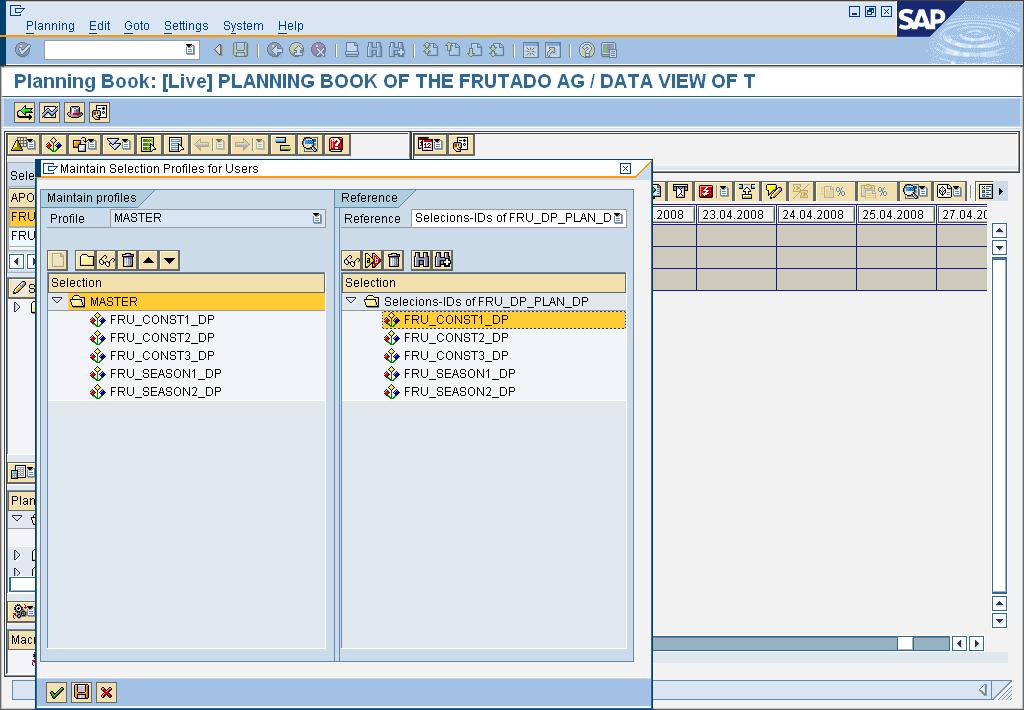 Planning Edit Goto Settings System Help
SAP
Planning Book: [Live] PLANNING BOOK OF THE FRUTADO AG / DATA VIEW OF T
Maintain Selection Profiles for Users
Sele
APO
FRU
FRU
S
Plan
Macr
Maintain profiles
Profile MASTER
Selection
MASTER
FRU_CONST1_DP
FRU_CONST2_DP
FRU_CONST3_DP
FRU_SEASON1_DP
FRU_SEASON2_DP
Reference
Reference Selecions-IDs of FRU_DP_PLAN_D
Selection
Selecions-IDs of FRU_DP_PLAN_DP
FRU_CONST1_DP
FRU_CONST2_DP
FRU_CONST3_DP
FRU_SEASON1_DP
FRU_SEASON2_DP
.2008 23.04.2008 24.04.2008 25.04.2008 27.04.20